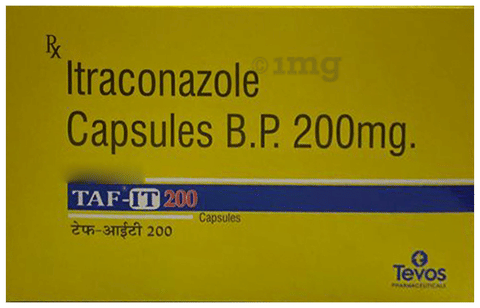 Rx
Itraconazole
©1mg
Capsules B.P. 200mg.
TAF-IT 200
Capsules
टेफ-आईटी 200
Tevos
PHARMACEUTICALS